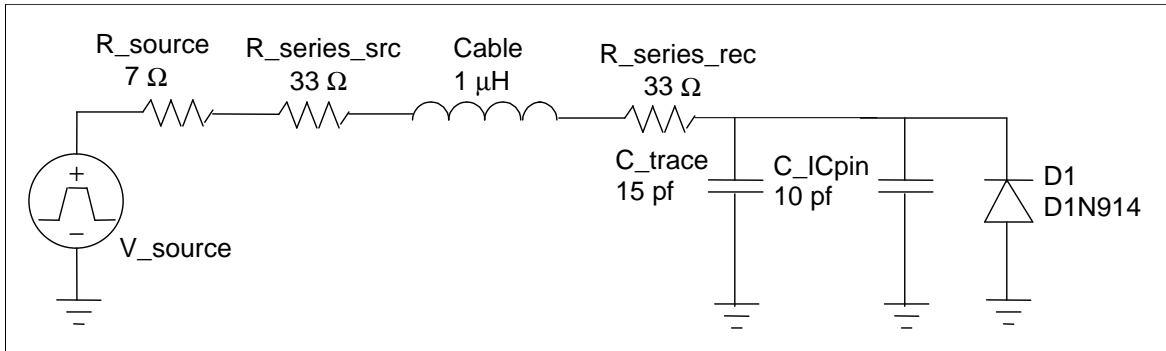 R_source
7 Ω
R_series_src
33 Ω
Cable
1 μH
R_series_rec
33 Ω
+
−
V_source
C_trace
15 pf
C_ICpin
10 pf
D1
D1N914